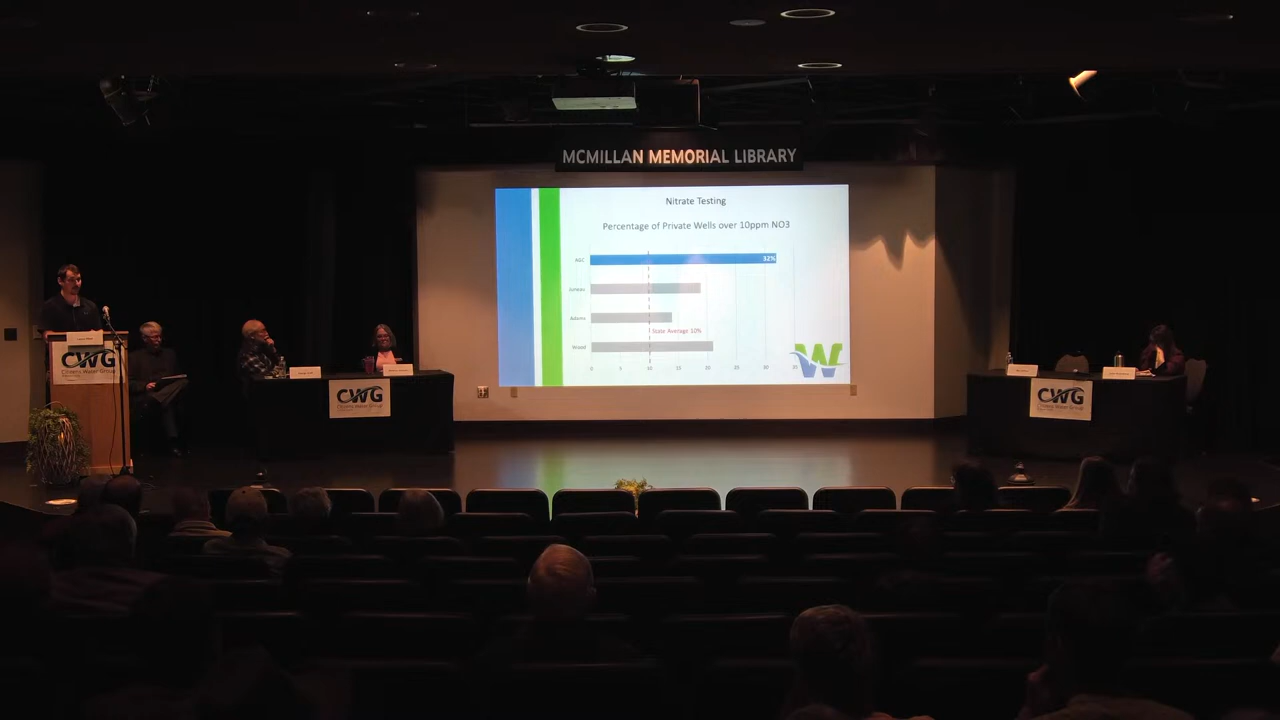 MCMILLAN MEMORIAL LIBRARY
Nitrate Testing
Percentage of Private Wells over 10ppm NO3
AGC
32%
Juneau
Adams
State Average 10%
Wood
0
5
10
15
20
25
30
35
W
CWG
Citizens Water Group
CWG
Citizens Water Group
CWG
Citizens Water Group